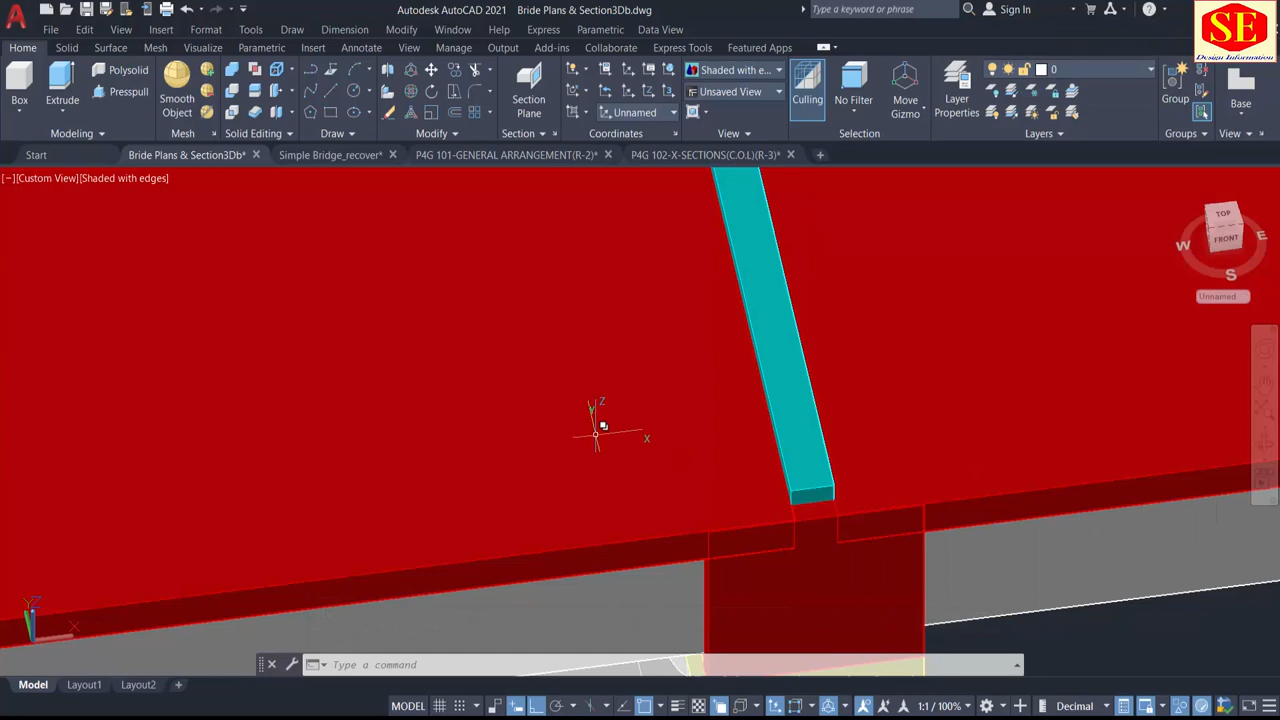 Autodesk AutoCAD 2021 Bride Plans & Section3Db.dwg
Type a keyword or phrase
Sign In
SE
Design Information
File Edit View Insert Format Tools Draw Dimension Modify Window Help Express Parametric Data View
Home Solid Surface Mesh Visualize Parametric Insert Annotate View Manage Output Add-ins Collaborate Express Tools Featured Apps
Polysolid
Shaded with e...
0
Presspull
Unsaved View
Box Extrude
Smooth Object
Section Plane
Unnamed
Culling No Filter Move Gizmo
Layer Properties
Group Base
Modeling Mesh Solid Editing Draw Modify Section Coordinates View Selection Layers Groups View
Start Bride Plans & Section3Db* Simple Bridge_recover* P4G 101-GENERAL ARRANGEMENT(R-2)* P4G 102-X-SECTIONS(C.O.L)(R-3)*
[−][Custom View][Shaded with edges]
TOP
FRONT
W E
S
Unnamed
Z
Y
X
Y Z
X
Type a command
Model Layout1 Layout2 +
MODEL 1:1 / 100% Decimal